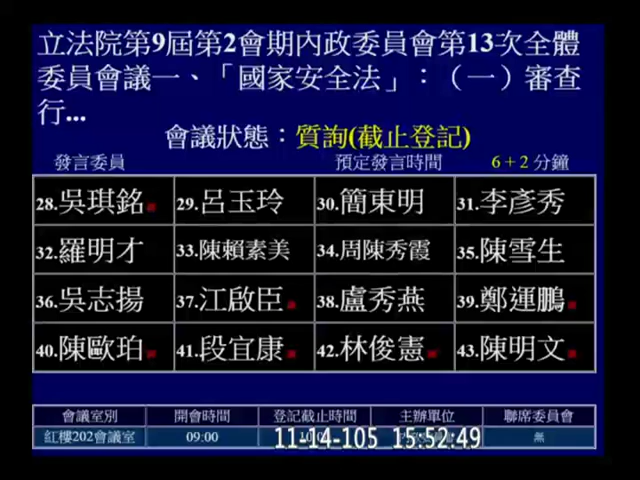 立法院第9屆第2會期內政委員會第13次全體
委員會議一、「國家安全法」：（一）審查
行...
會議狀態：質詢(截止登記)
發言委員 預定發言時間 6+2 分鐘
28.吳琪銘 29.呂玉玲 30.簡東明 31.李彥秀
32.羅明才 33.陳賴素美 34.周陳秀霞 35.陳雪生
36.吳志揚 37.江啟臣 38.盧秀燕 39.鄭運鵬
40.陳歐珀 41.段宜康 42.林俊憲 43.陳明文
會議室別 開會時間 登記截止時間 主辦單位 聯席委員會
紅樓202會議室 09:00 無
11-14-105 15:52:49